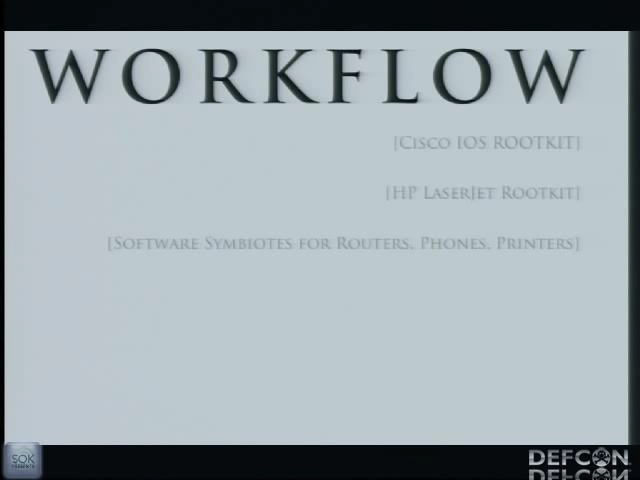 WORKFLOW
[CISCO IOS ROOTKIT]
[HP LASERJET ROOTKIT]
[SOFTWARE SYMBIOTES FOR ROUTERS, PHONES, PRINTERS]
SOK
DEFCON